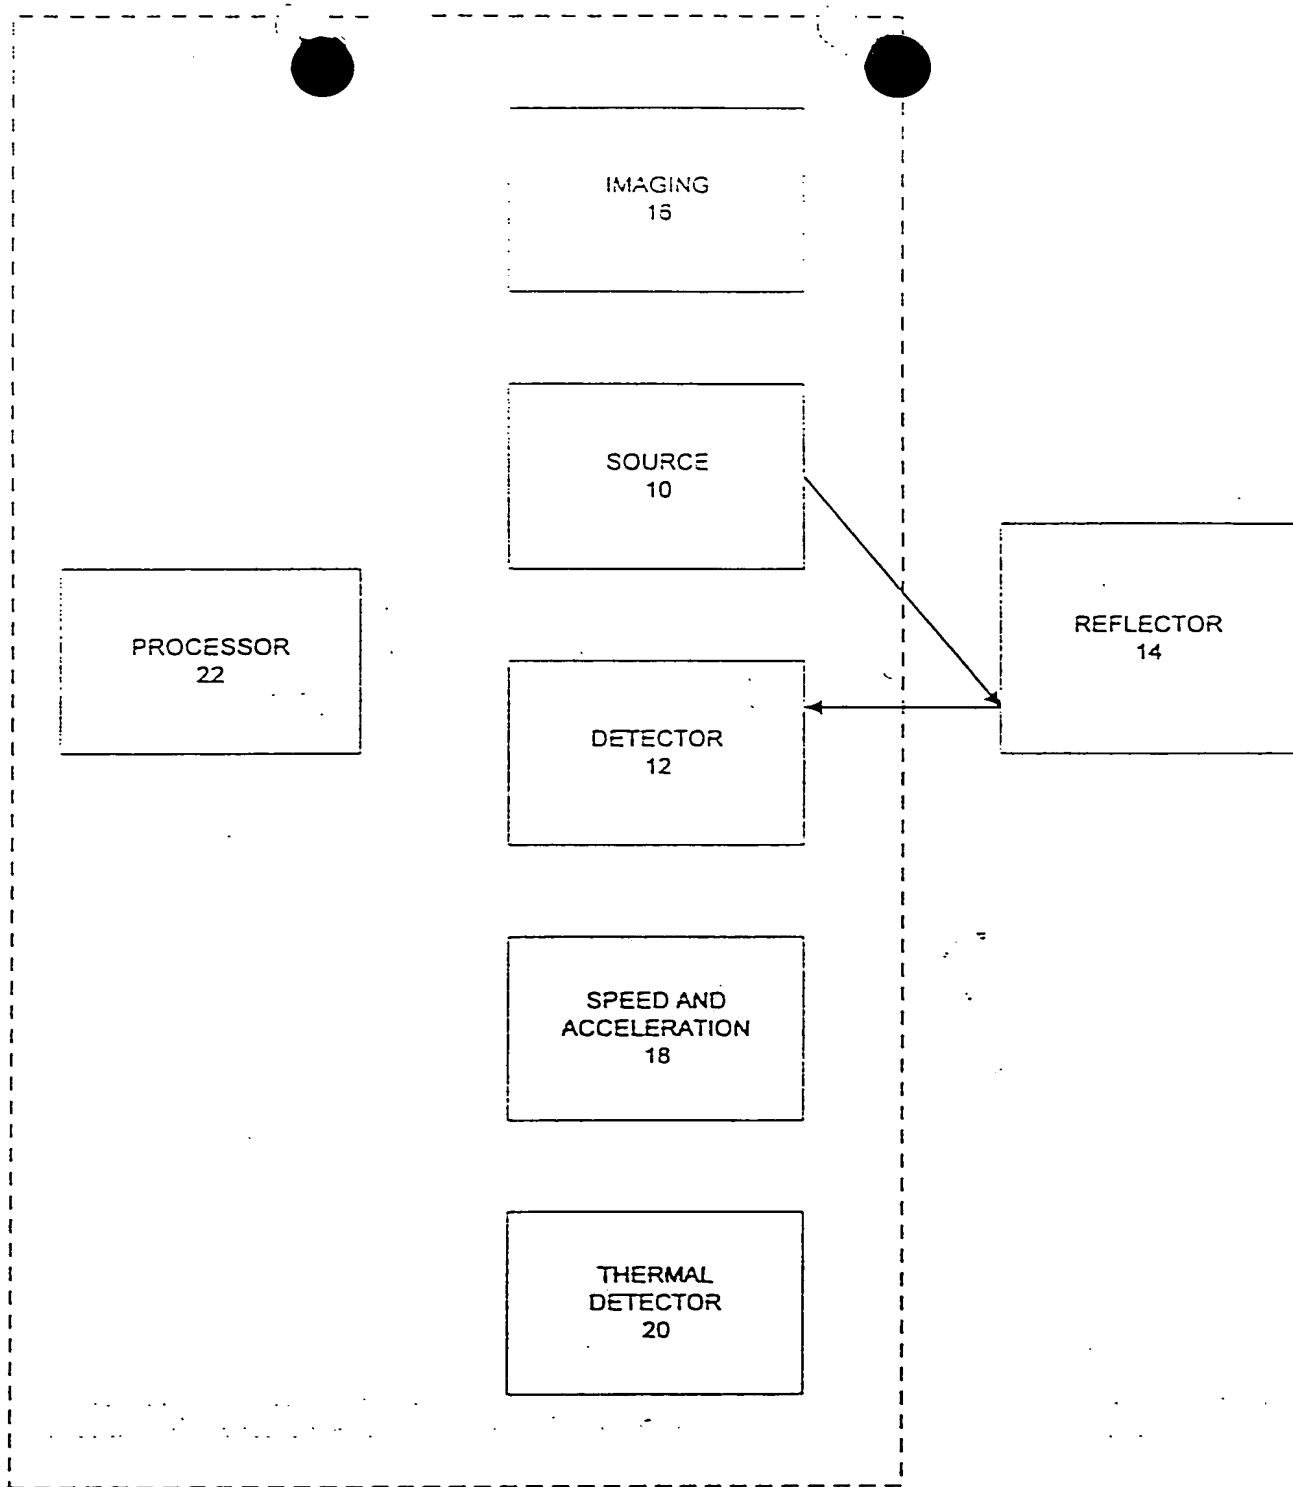 IMAGING
16
SOURCE
10
PROCESSOR
22
REFLECTOR
14
DETECTOR
12
SPEED AND
ACCELERATION
18
THERMAL
DETECTOR
20